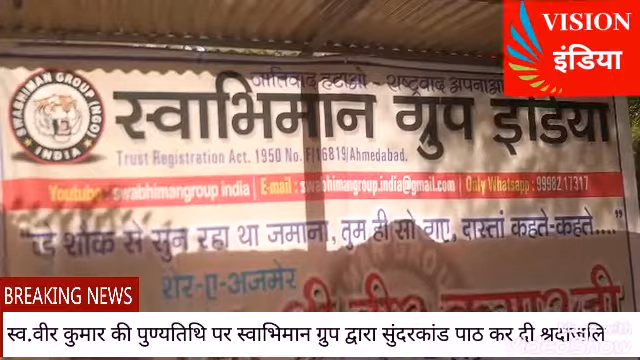 VISION
इंडिया
जातिवाद हटाओ - राष्ट्रवाद अपनाओ
SWABHIMAN GROUP (NGO)
INDIA
स्वाभिमान ग्रुप इंडिया
Trust Registration Act. 1950 No. F/16819/Ahmedabad.
Youtube swabhimangroup india | E-mail : swabhimangroup.india@gmail.com | Only Whatsapp : 99982 17317
शौक से सुन रहा था जमाना, तुम ही सो गए, दास्तां कहते-कहते...."
शेर-ए-अजमेर
BREAKING NEWS
स्व.वीर कुमार की पुण्यतिथि पर स्वाभिमान ग्रुप द्वारा सुंदरकांड पाठ कर दी श्रदांजलि